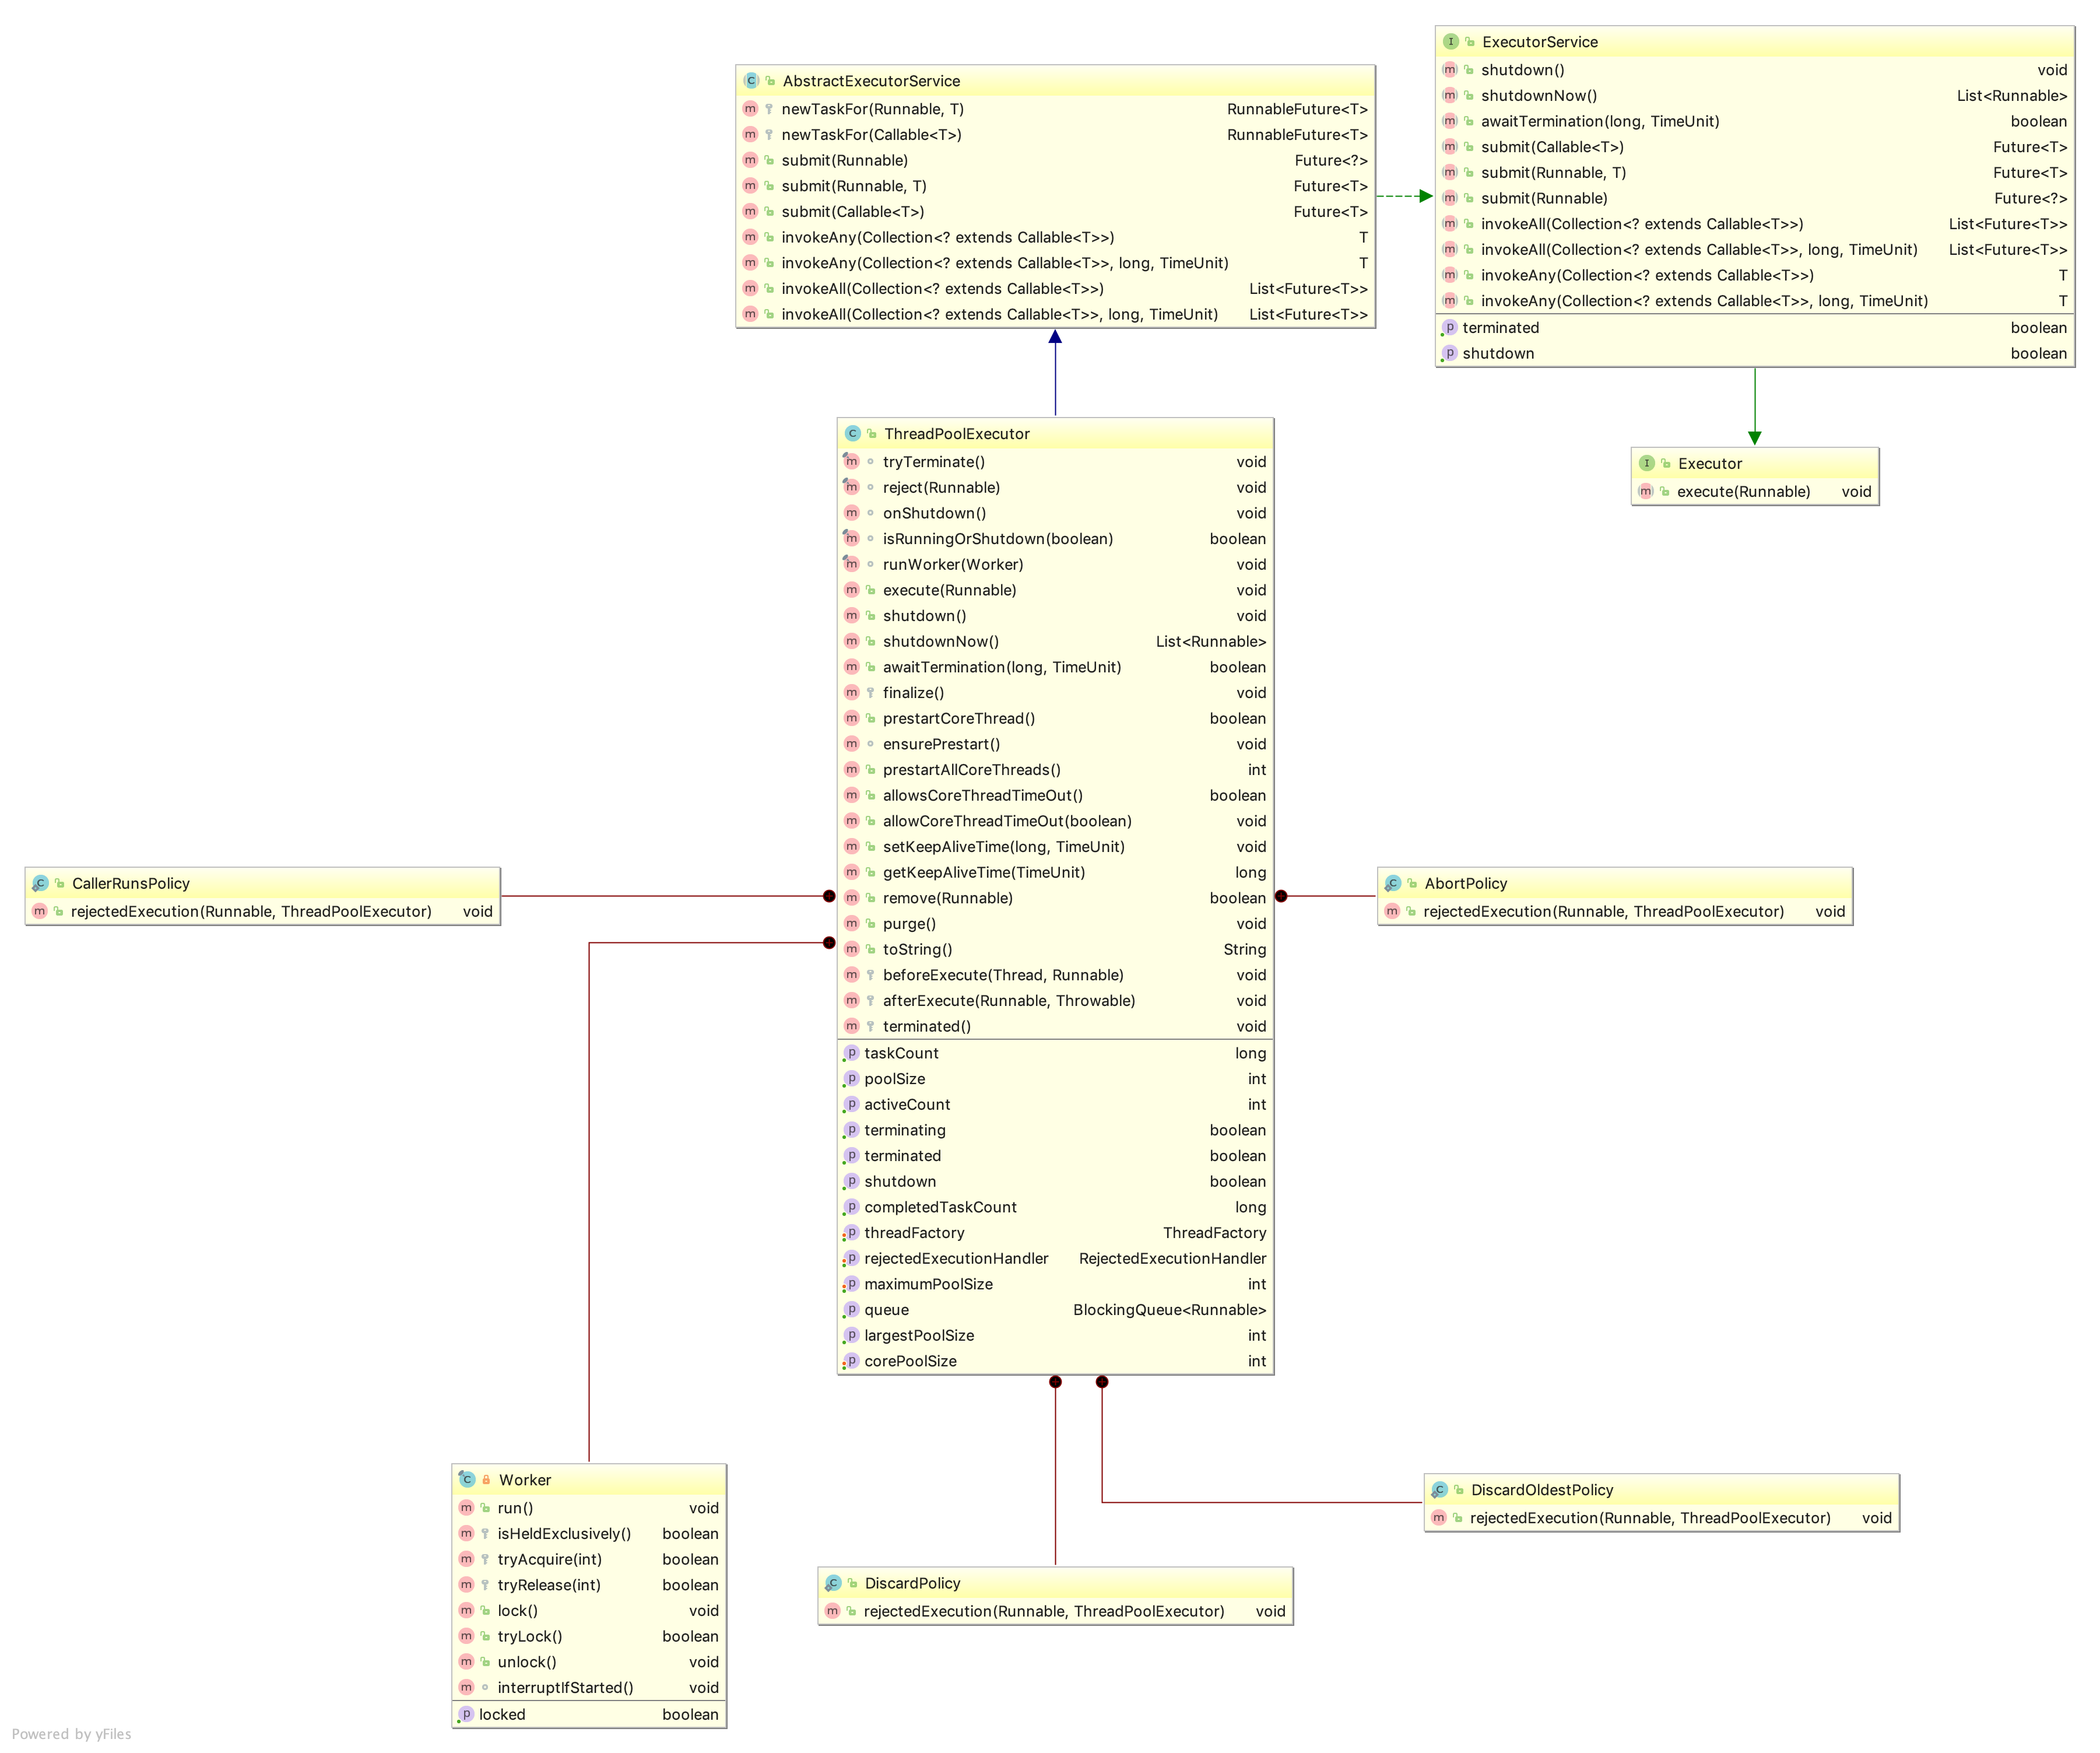 AbstractExecutorService
newTaskFor(Runnable, T) RunnableFuture<T>
newTaskFor(Callable<T>) RunnableFuture<T>
submit(Runnable) Future<?>
submit(Runnable, T) Future<T>
submit(Callable<T>) Future<T>
invokeAny(Collection<? extends Callable<T>>) T
invokeAny(Collection<? extends Callable<T>>, long, TimeUnit) T
invokeAll(Collection<? extends Callable<T>>) List<Future<T>>
invokeAll(Collection<? extends Callable<T>>, long, TimeUnit) List<Future<T>>
ExecutorService
shutdown() void
shutdownNow() List<Runnable>
awaitTermination(long, TimeUnit) boolean
submit(Callable<T>) Future<T>
submit(Runnable, T) Future<T>
submit(Runnable) Future<?>
invokeAll(Collection<? extends Callable<T>>) List<Future<T>>
invokeAll(Collection<? extends Callable<T>>, long, TimeUnit) List<Future<T>>
invokeAny(Collection<? extends Callable<T>>) T
invokeAny(Collection<? extends Callable<T>>, long, TimeUnit) T
terminated boolean
shutdown boolean
Executor
execute(Runnable) void
ThreadPoolExecutor
tryTerminate() void
reject(Runnable) void
onShutdown() void
isRunningOrShutdown(boolean) boolean
runWorker(Worker) void
execute(Runnable) void
shutdown() void
shutdownNow() List<Runnable>
awaitTermination(long, TimeUnit) boolean
finalize() void
prestartCoreThread() boolean
ensurePrestart() void
prestartAllCoreThreads() int
allowsCoreThreadTimeOut() boolean
allowCoreThreadTimeOut(boolean) void
setKeepAliveTime(long, TimeUnit) void
getKeepAliveTime(TimeUnit) long
remove(Runnable) boolean
purge() void
toString() String
beforeExecute(Thread, Runnable) void
afterExecute(Runnable, Throwable) void
terminated() void
taskCount long
poolSize int
activeCount int
terminating boolean
terminated boolean
shutdown boolean
completedTaskCount long
threadFactory ThreadFactory
rejectedExecutionHandler RejectedExecutionHandler
maximumPoolSize int
queue BlockingQueue<Runnable>
largestPoolSize int
corePoolSize int
CallerRunsPolicy
rejectedExecution(Runnable, ThreadPoolExecutor) void
AbortPolicy
rejectedExecution(Runnable, ThreadPoolExecutor) void
Worker
run() void
isHeldExclusively() boolean
tryAcquire(int) boolean
tryRelease(int) boolean
lock() void
tryLock() boolean
unlock() void
interruptIfStarted() void
locked boolean
DiscardOldestPolicy
rejectedExecution(Runnable, ThreadPoolExecutor) void
DiscardPolicy
rejectedExecution(Runnable, ThreadPoolExecutor) void
Powered by yFiles